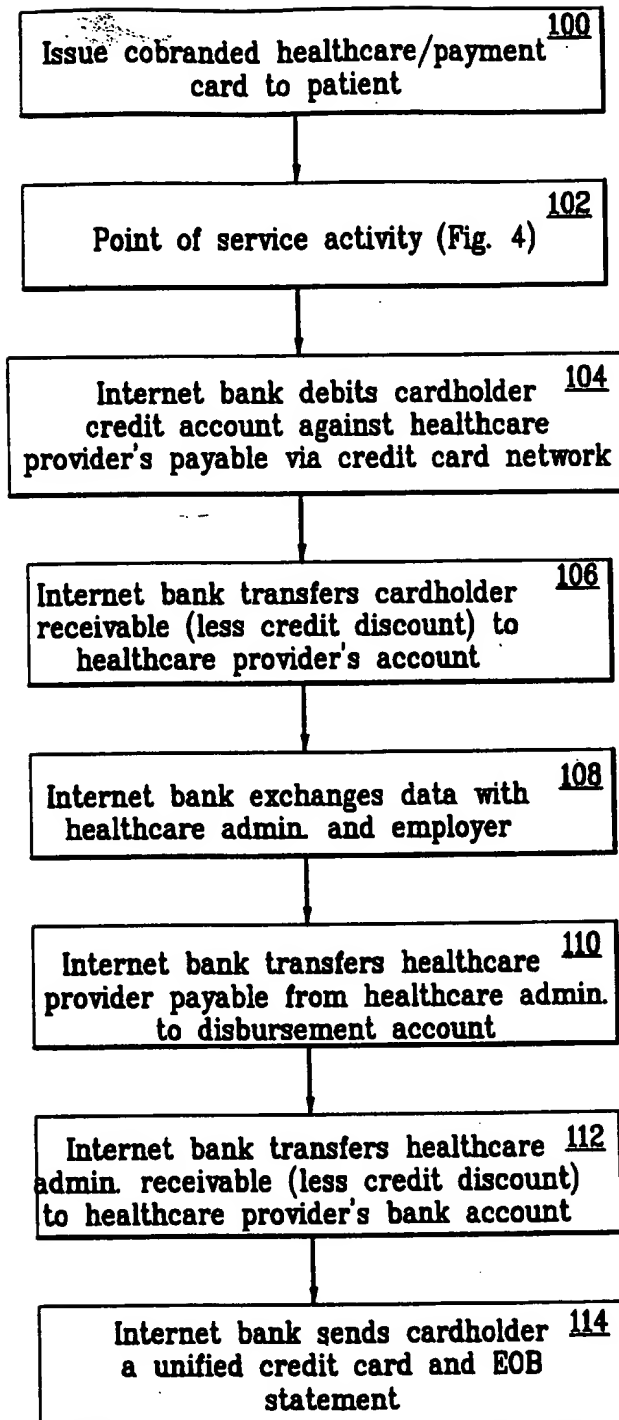 100
Issue cobranded healthcare/payment
card to patient
102
Point of service activity (Fig. 4)
Internet bank debits cardholder 104
credit account against healthcare
provider's payable via credit card network
106
Internet bank transfers cardholder
receivable (less credit discount) to
healthcare provider's account
108
Internet bank exchanges data with
healthcare admin. and employer
Internet bank transfers healthcare 110
provider payable from healthcare admin.
to disbursement account
Internet bank transfers healthcare 112
admin. receivable (less credit discount)
to healthcare provider's bank account
Internet bank sends cardholder 114
a unified credit card and EOB
statement